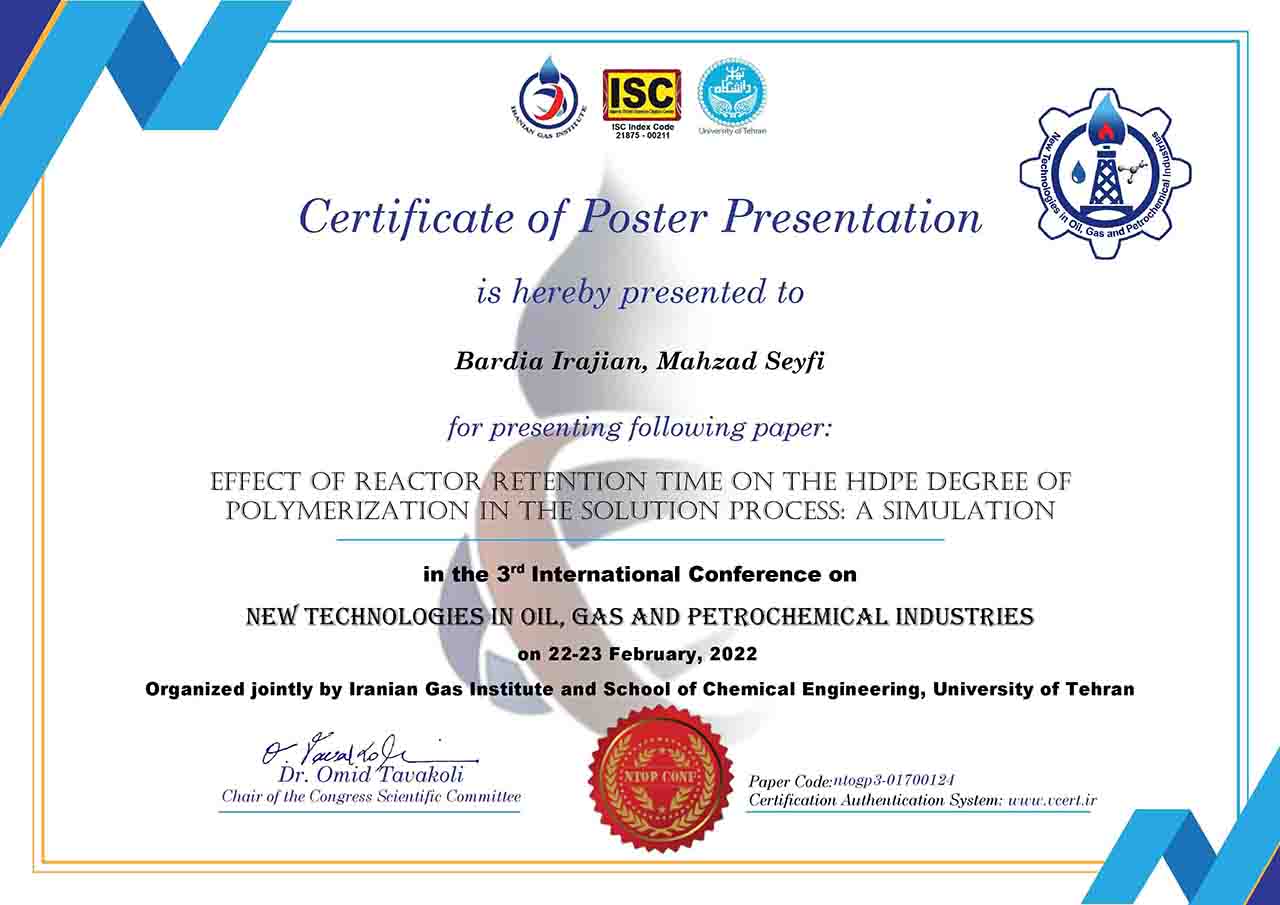 IRANIAN GAS INSTITUTE
ISC
ISC Index Code
21875 - 00211
دانشگاه تهران
University of Tehran
New Technologies in Oil, Gas and Petrochemical Industries
Certificate of Poster Presentation
is hereby presented to
Bardia Irajian, Mahzad Seyfi
for presenting following paper:
EFFECT OF REACTOR RETENTION TIME ON THE HDPE DEGREE OF
POLYMERIZATION IN THE SOLUTION PROCESS: A SIMULATION
in the 3rd International Conference on
NEW TECHNOLOGIES IN OIL, GAS AND PETROCHEMICAL INDUSTRIES
on 22-23 February, 2022
Organized jointly by Iranian Gas Institute and School of Chemical Engineering, University of Tehran
O. Tavakoli
Dr. Omid Tavakoli
Chair of the Congress Scientific Committee
NTOP CONF
Paper Code:ntogp3-01700124
Certification Authentication System: www.vcert.ir